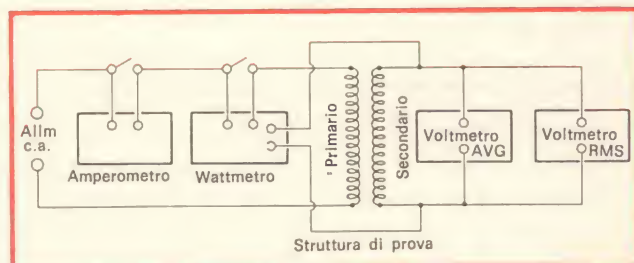 Alim
c.a.
Amperometro
Wattmetro
Primario
Secondario
Voltmetro
AVG
Voltmetro
RMS
Struttura di prova